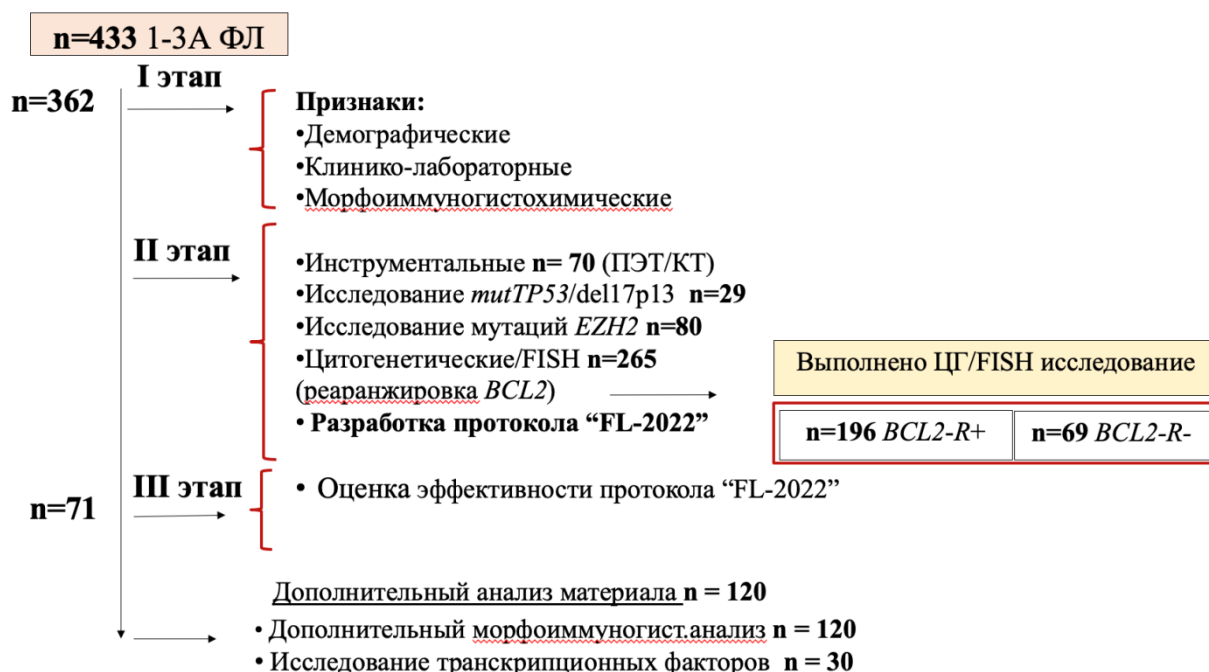 n=433 1-3А ФЛ
I этап
n=362
Признаки:
•Демографические
•Клинико-лабораторные
•Морфоиммуногистохимические
II этап
•Инструментальные n= 70 (ПЭТ/КТ)
•Исследование mutTP53/del17p13 n=29
•Исследование мутаций EZH2 n=80
•Цитогенетические/FISH n=265
(реаранжировка BCL2)
• Разработка протокола “FL-2022”
Выполнено ЦГ/FISH исследование
n=196 BCL2-R+
n=69 BCL2-R-
III этап
n=71
• Оценка эффективности протокола “FL-2022”
Дополнительный анализ материала n = 120
• Дополнительный морфоиммуногист.анализ n = 120
• Исследование транскрипционных факторов n = 30